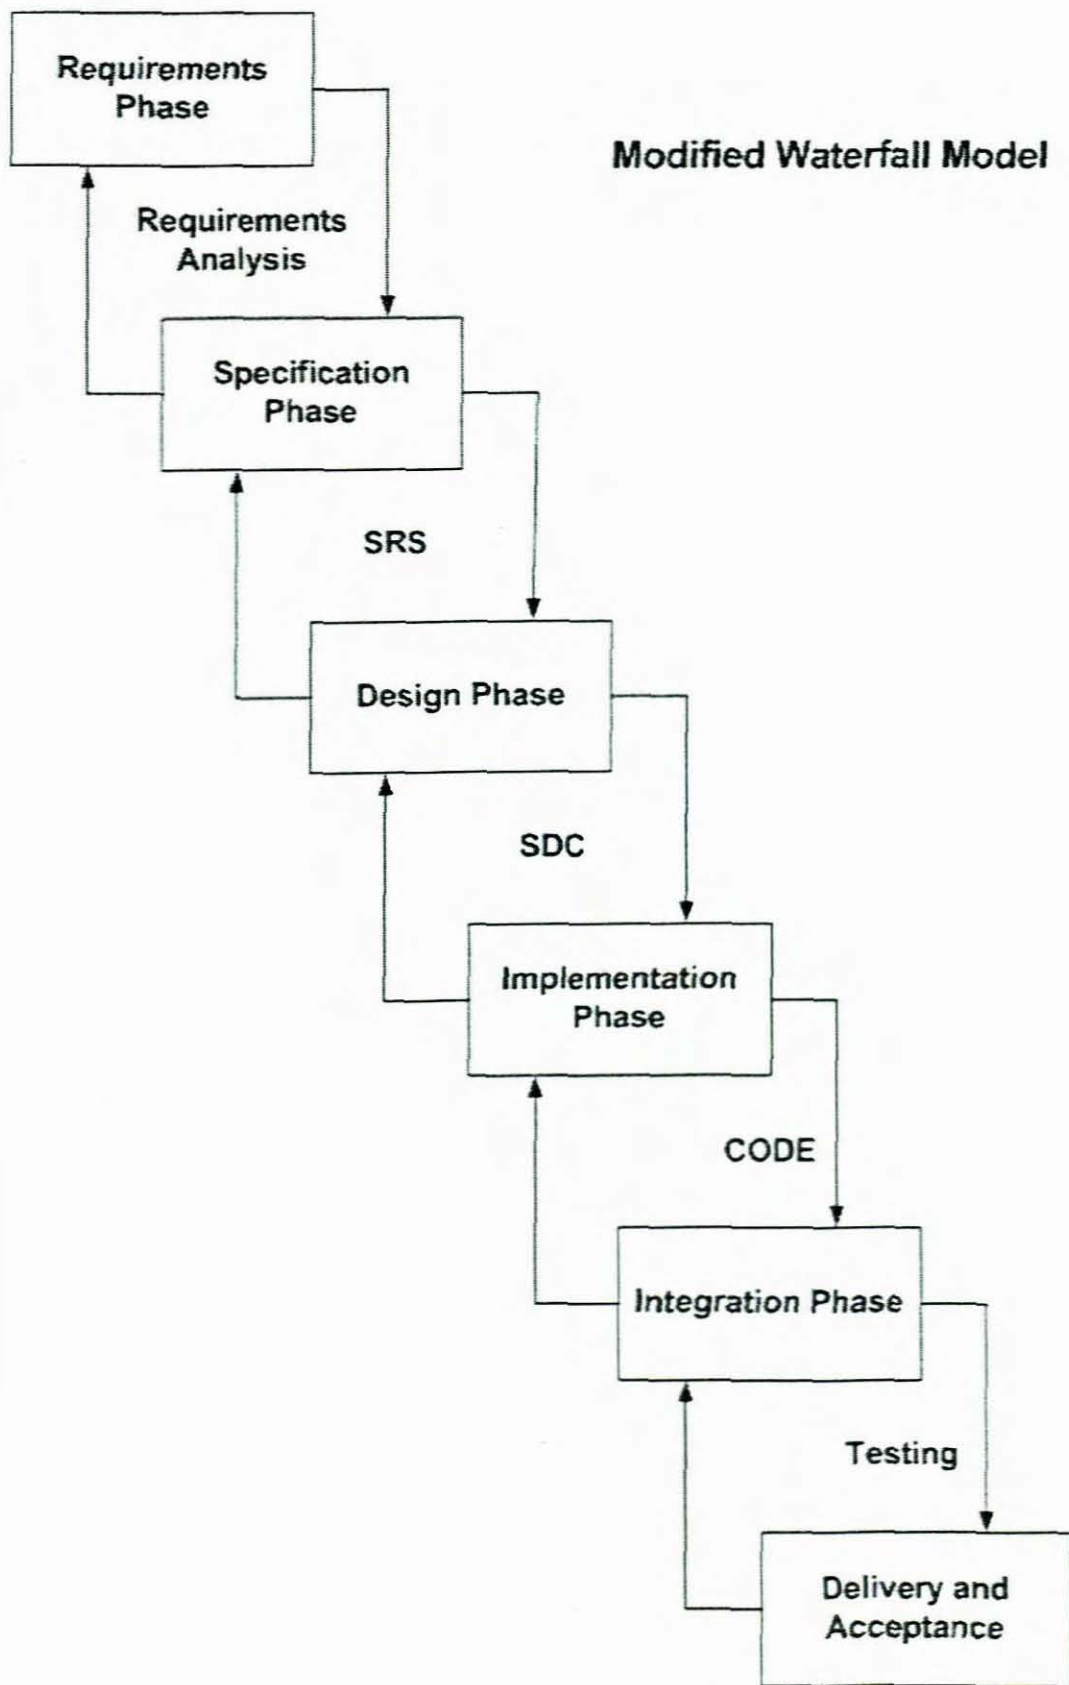 Requirements
Phase
Modified Waterfall Model
Requirements
Analysis
Specification
Phase
SRS
Design Phase
SDC
Implementation
Phase
CODE
Integration Phase
Testing
Delivery and
Acceptance